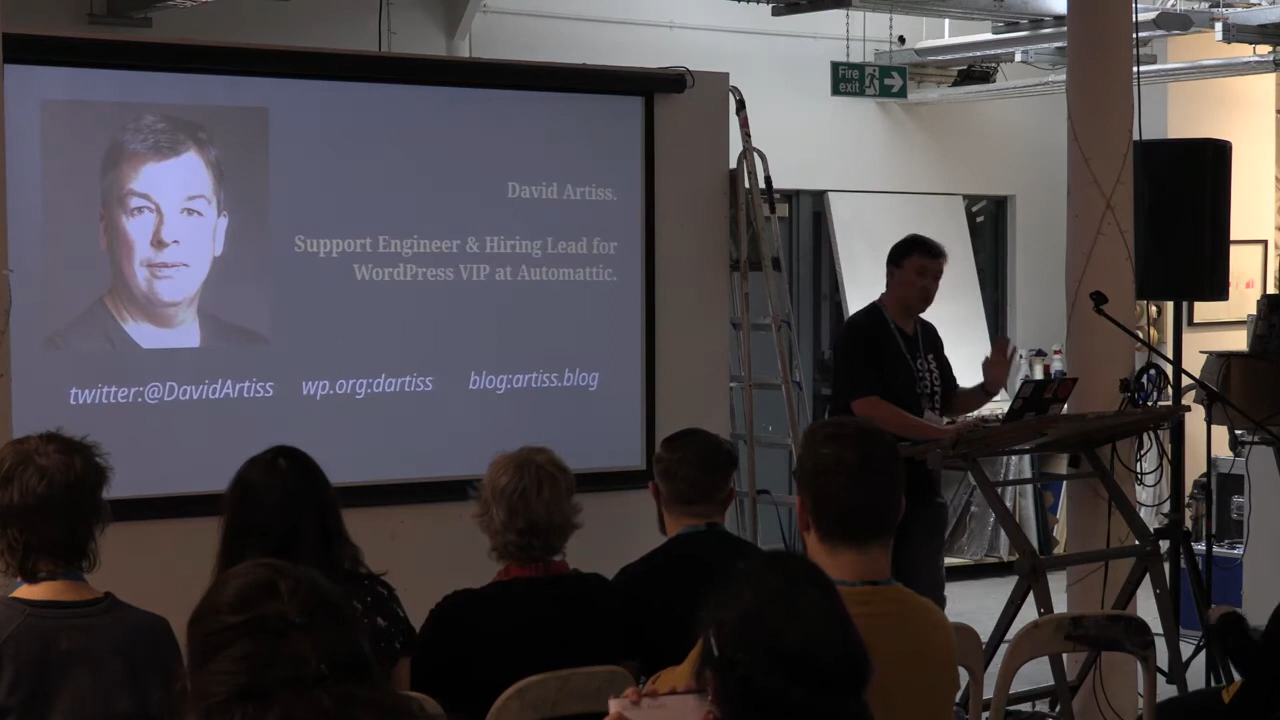 David Artiss.
Support Engineer & Hiring Lead for
WordPress VIP at Automattic.
twitter:@DavidArtiss wp.org:dartiss blog:artiss.blog
Fire
exit